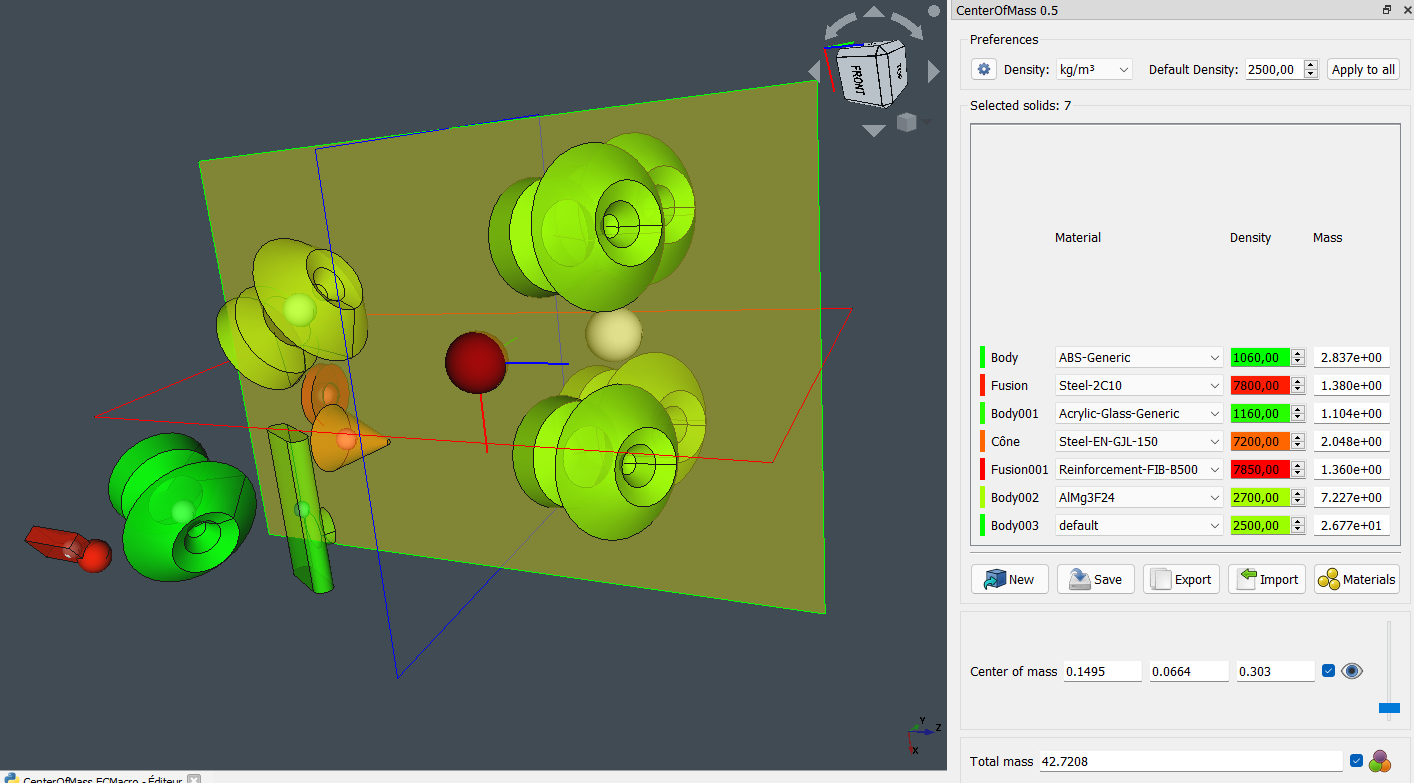 CenterOfMass 0.5
Preferences
Density: kg/m³ Default Density: 2500,00 Apply to all
Selected solids: 7
Material Density Mass
Body ABS-Generic 1060,00 2.837e+00
Fusion Steel-2C10 7800,00 1.380e+00
Body001 Acrylic-Glass-Generic 1160,00 1.104e+00
Cône Steel-EN-GJL-150 7200,00 2.048e+00
Fusion001 Reinforcement-FIB-B500 7850,00 1.360e+00
Body002 AlMg3F24 2700,00 7.227e+00
Body003 default 2500,00 2.677e+01
New Save Export Import Materials
Center of mass 0.1495 0.0664 0.303
Total mass 42.7208
FRONT
TOP
Y
Z
X
CenterOfMass.FCMacro - Éditeur